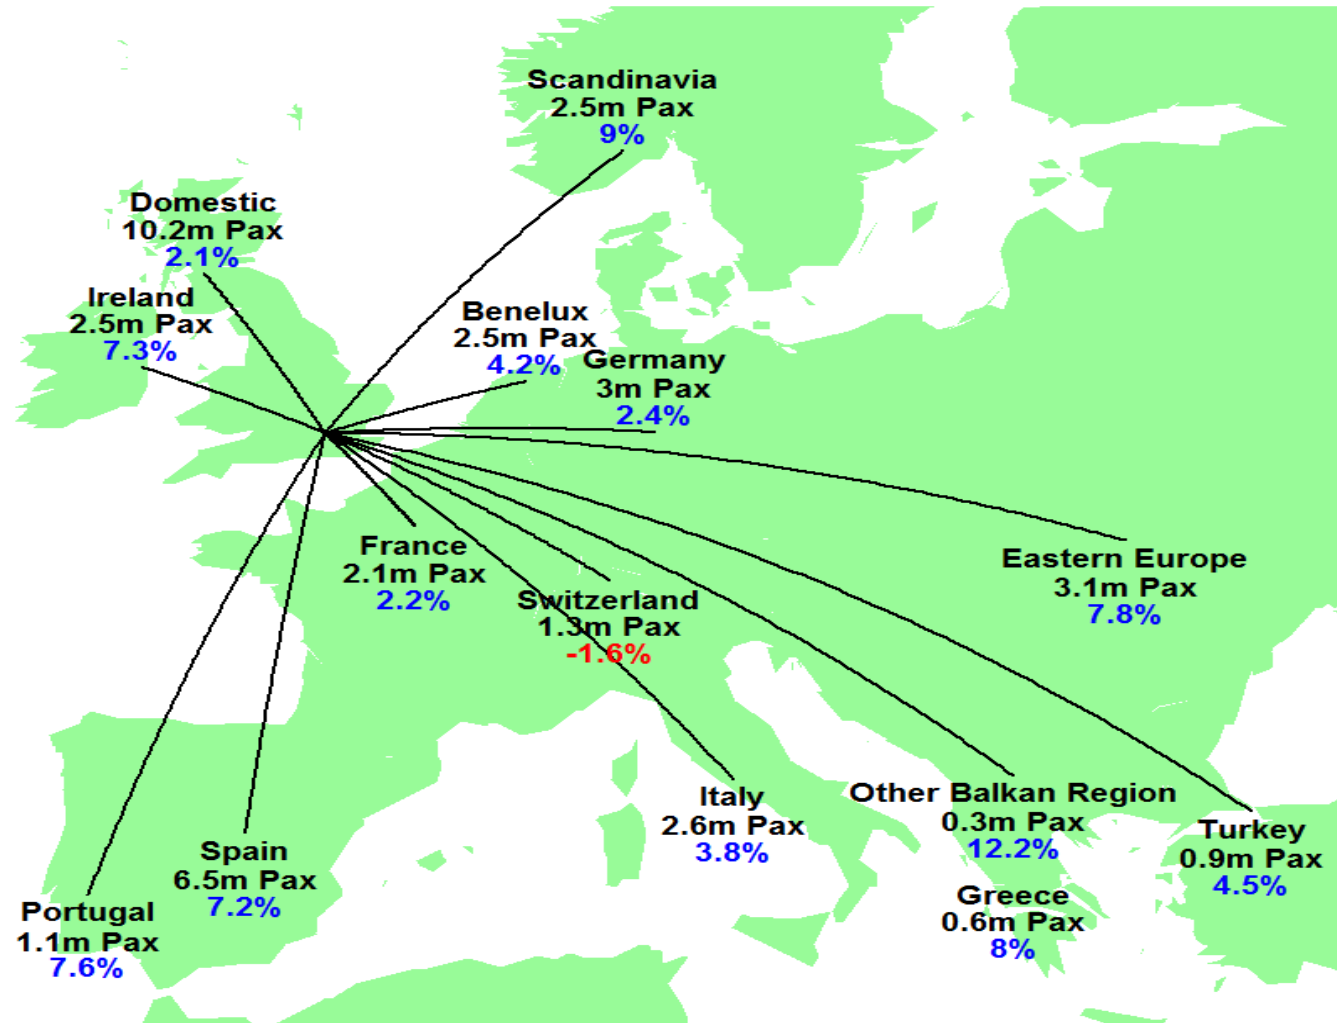 Scandinavia
2.5m Pax
9%
Domestic
10.2m Pax
2.1%
Ireland
2.5m Pax
7.3%
Benelux
2.5m Pax
4.2%
Germany
3m Pax
2.4%
France
2.1m Pax
2.2%
Switzerland
1.3m Pax
-1.6%
Eastern Europe
3.1m Pax
7.8%
Italy
2.6m Pax
3.8%
Other Balkan Region
0.3m Pax
12.2%
Turkey
0.9m Pax
4.5%
Greece
0.6m Pax
8%
Spain
6.5m Pax
7.2%
Portugal
1.1m Pax
7.6%